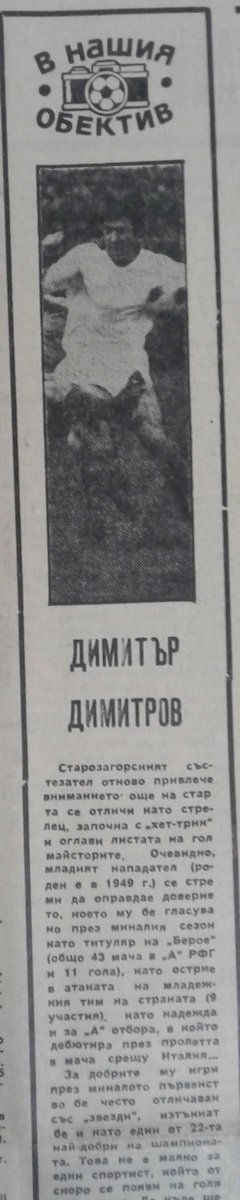 В НАШИЯ
ОБЕКТИВ
ДИМИТЪР
ДИМИТРОВ
Старозагорският със-
тезател отново привлече
вниманието още на стар
та се отличи като стре-
лец, започна с „хет-трик"
и оглави листата на гол
майсторите. Очевидно,
младият нападател (ро-
ден е в 1949 г.) се стре
ми да оправдае доверие
то, което му бе гласува
но през миналия сезон
като титуляр на „Берое"
(общо 43 мача в „А" РФГ
и 11 гола), като острие
в атаката на младеж-
кия тим на страната (9
участия), като надежда
и за „А" отбора, в който
дебютира през пролетта
в мача срещу Италия...
За добрите му игри
през миналото първенст
во бе често отличаван
със „звезди", изтъкнат
бе и като един от 22-та
най-добри на шампиона-
та. Това не е малко за
един спортист, който от
скоро се появи на голя